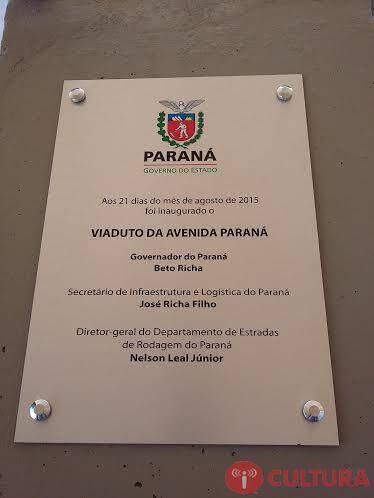 PARANÁ
GOVERNO DO ESTADO
Aos 21 dias do mês de agosto de 2015
foi inaugurado o
VIADUTO DA AVENIDA PARANÁ
Governador do Paraná
Beto Richa
Secretário de Infraestrutura e Logística do Paraná
José Richa Filho
Diretor-geral do Departamento de Estradas
de Rodagem do Paraná
Nelson Leal Júnior
CULTURA